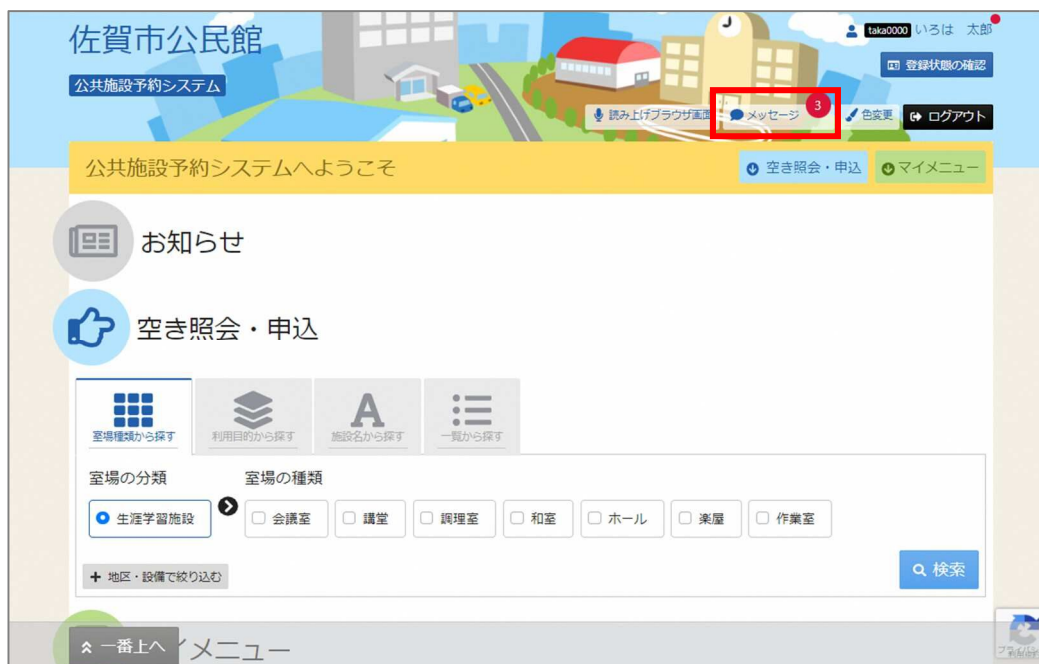 佐賀市公民館
taka0000 いろは 太郎
登録状態の確認
公共施設予約システム
読み上げブラウザ画面 メッセージ 3 色変更 ログアウト
公共施設予約システムへようこそ 空き照会・申込 マイメニュー
お知らせ
空き照会・申込
室場種類から探す 利用目的から探す 施設名から探す 一覧から探す
室場の分類 室場の種類
生涯学習施設 会議室 講堂 調理室 和室 ホール 楽屋 作業室
+ 地区・設備で絞り込む 検索
一番上へ イメニュー